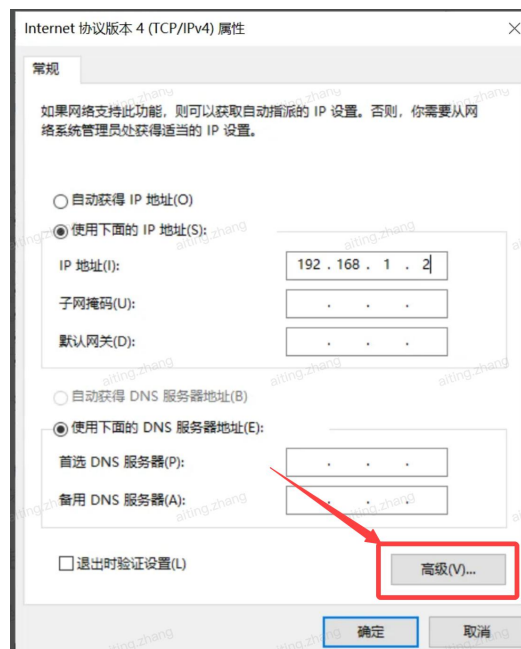 Internet 协议版本 4 (TCP/IPv4) 属性
常规
如果网络支持此功能，则可以获取自动指派的 IP 设置。否则，你需要从网
络系统管理员处获得适当的 IP 设置。
自动获得 IP 地址(O)
使用下面的 IP 地址(S):
IP 地址(I):
192 . 168 . 1 . 2
子网掩码(U):
. . .
默认网关(D):
. . .
自动获得 DNS 服务器地址(B)
使用下面的 DNS 服务器地址(E):
首选 DNS 服务器(P):
. . .
备用 DNS 服务器(A):
. . .
退出时验证设置(L)
高级(V)...
确定
取消
aiting.zhang